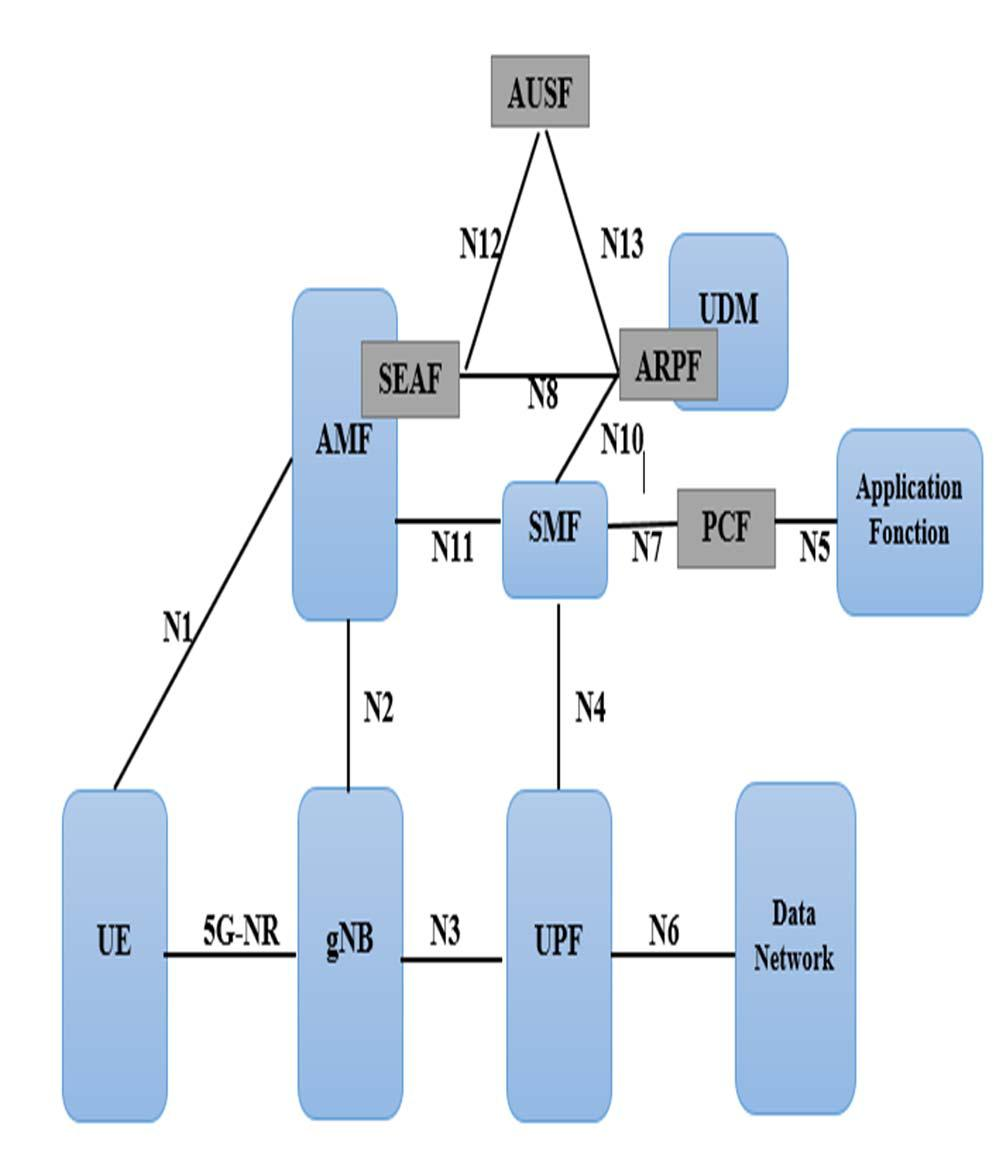 AUSF
N12
N13
UDM
ARPF
SEAF
N8
AMF
N10
Application
Fonction
SMF
PCF
N11
N7
N5
N1
N2
N4
Data
Network
5G-NR
N3
N6
UE
gNB
UPF